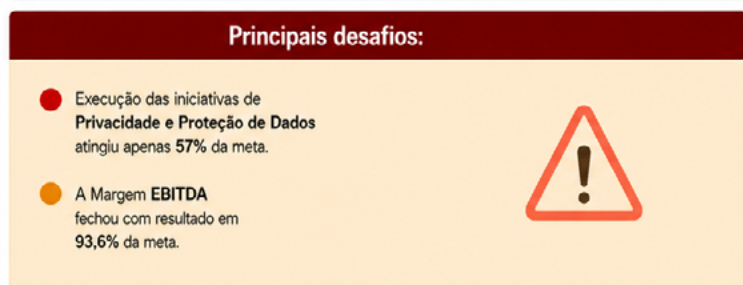 Principais desafios:
Execução das iniciativas de
Privacidade e Proteção de Dados
atingiu apenas 57% da meta.
A Margem EBITDA
fechou com resultado em
93,6% da meta.